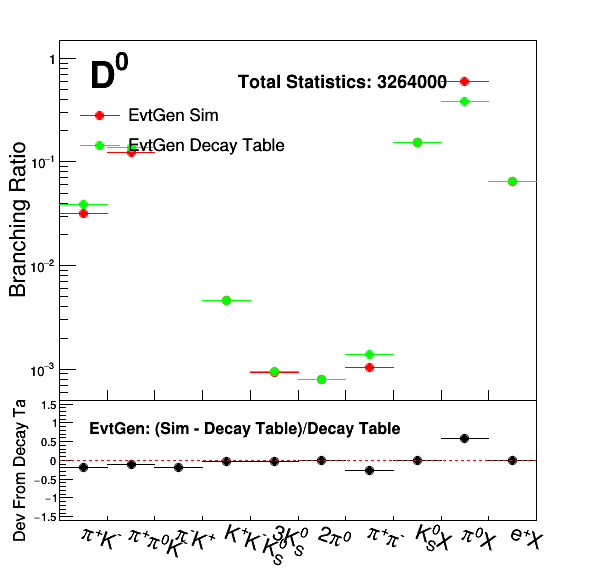 D⁰
Total Statistics: 3264000
EvtGen Sim
EvtGen Decay Table
Branching Ratio
1
10⁻¹
10⁻²
10⁻³
Dev From Decay Ta
EvtGen: (Sim - Decay Table)/Decay Table
1.5
1
0.5
0
−0.5
−1
−1.5
π⁺K⁻ π⁺π⁰K⁻ π⁻K⁺ K⁺K⁻K⁰S 3K⁰S 2π⁰ π⁺π⁻ K⁰SX π⁰X e⁺X